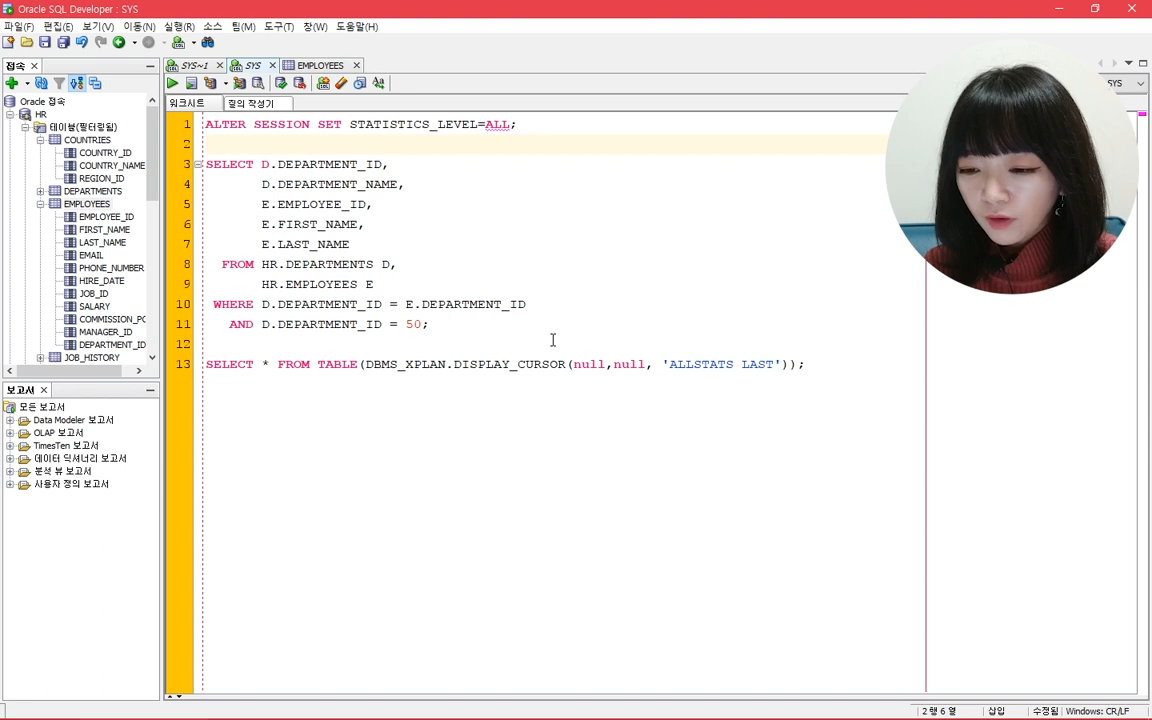 Oracle SQL Developer : SYS
파일(F) 편집(E) 보기(V) 이동(N) 실행(R) 소스 팀(M) 도구(T) 창(W) 도움말(H)
접속
SYS~1
SYS
EMPLOYEES
SYS
워크시트
질의 작성기
Oracle 접속
HR
테이블(필터링됨)
COUNTRIES
COUNTRY_ID
COUNTRY_NAME
REGION_ID
DEPARTMENTS
EMPLOYEES
EMPLOYEE_ID
FIRST_NAME
LAST_NAME
EMAIL
PHONE_NUMBER
HIRE_DATE
JOB_ID
SALARY
COMMISSION_PC
MANAGER_ID
DEPARTMENT_ID
JOB_HISTORY
보고서
모든 보고서
Data Modeler 보고서
OLAP 보고서
TimesTen 보고서
데이터 딕셔너리 보고서
분석 뷰 보고서
사용자 정의 보고서
1 ALTER SESSION SET STATISTICS_LEVEL=ALL;
2
3 SELECT D.DEPARTMENT_ID,
4 D.DEPARTMENT_NAME,
5 E.EMPLOYEE_ID,
6 E.FIRST_NAME,
7 E.LAST_NAME
8 FROM HR.DEPARTMENTS D,
9 HR.EMPLOYEES E
10 WHERE D.DEPARTMENT_ID = E.DEPARTMENT_ID
11 AND D.DEPARTMENT_ID = 50;
12
13 SELECT * FROM TABLE(DBMS_XPLAN.DISPLAY_CURSOR(null,null, 'ALLSTATS LAST'));
2 행 6 열 삽입 수정됨 Windows: CR/LF